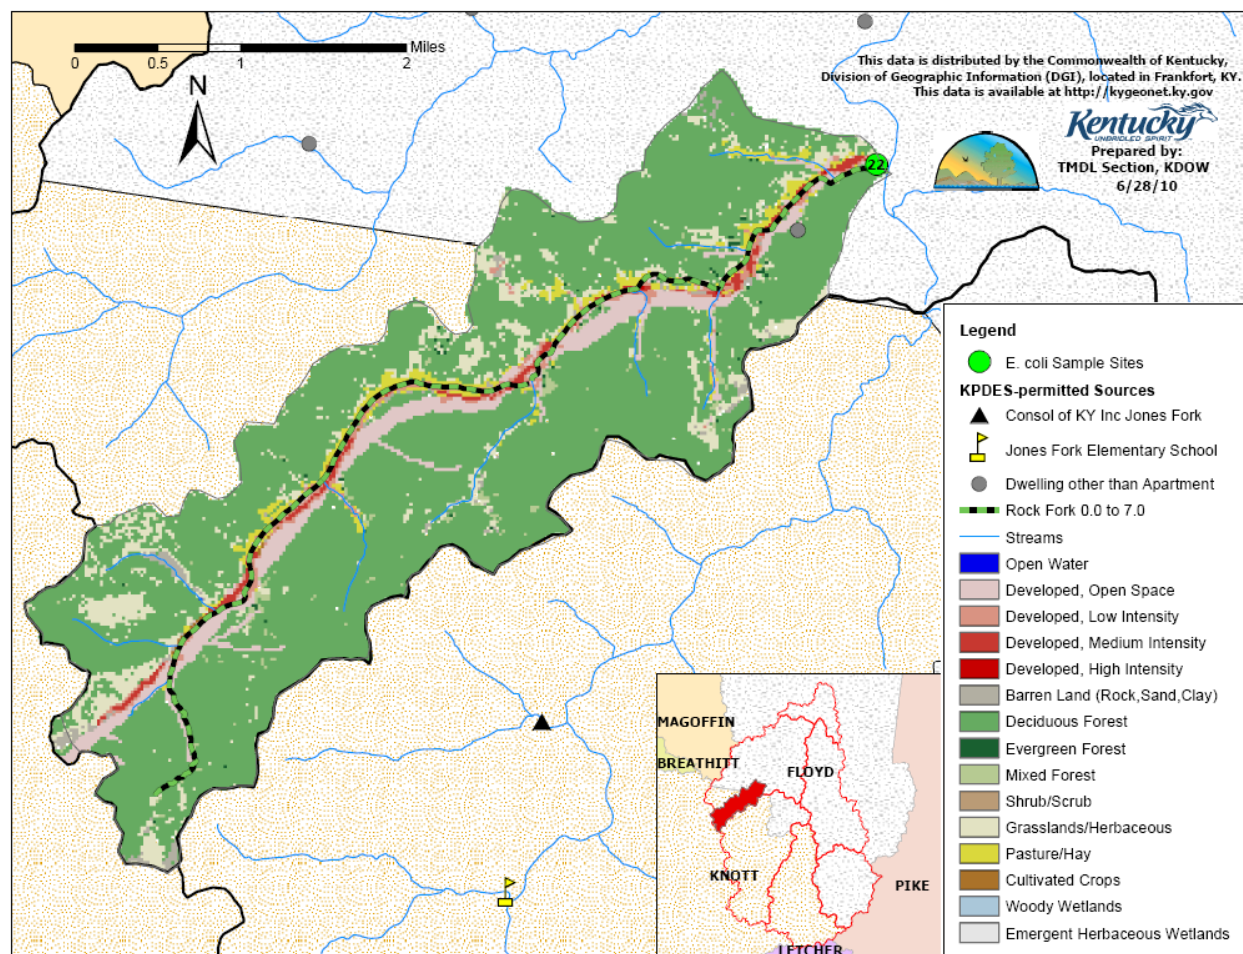 Miles
0 0.5 1 2
N
This data is distributed by the Commonwealth of Kentucky,
Division of Geographic Information (DGI), located in Frankfort, KY.
This data is available at http://kygeonet.ky.gov
Kentucky
UNBRIDLED SPIRIT
Prepared by:
TMDL Section, KDOW
6/28/10
22
Legend
E. coli Sample Sites
KPDES-permitted Sources
Consol of KY Inc Jones Fork
Jones Fork Elementary School
Dwelling other than Apartment
Rock Fork 0.0 to 7.0
Streams
Open Water
Developed, Open Space
Developed, Low Intensity
Developed, Medium Intensity
Developed, High Intensity
Barren Land (Rock,Sand,Clay)
Deciduous Forest
Evergreen Forest
Mixed Forest
Shrub/Scrub
Grasslands/Herbaceous
Pasture/Hay
Cultivated Crops
Woody Wetlands
Emergent Herbaceous Wetlands
MAGOFFIN
BREATHITT
FLOYD
KNOTT
PIKE
LETCHER